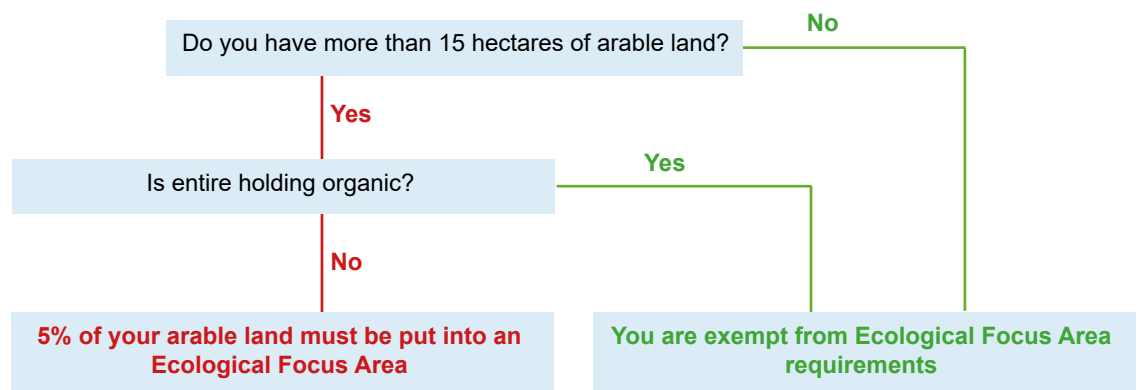 No
Do you have more than 15 hectares of arable land?
Yes
Yes
Is entire holding organic?
No
5% of your arable land must be put into an
Ecological Focus Area
You are exempt from Ecological Focus Area
requirements